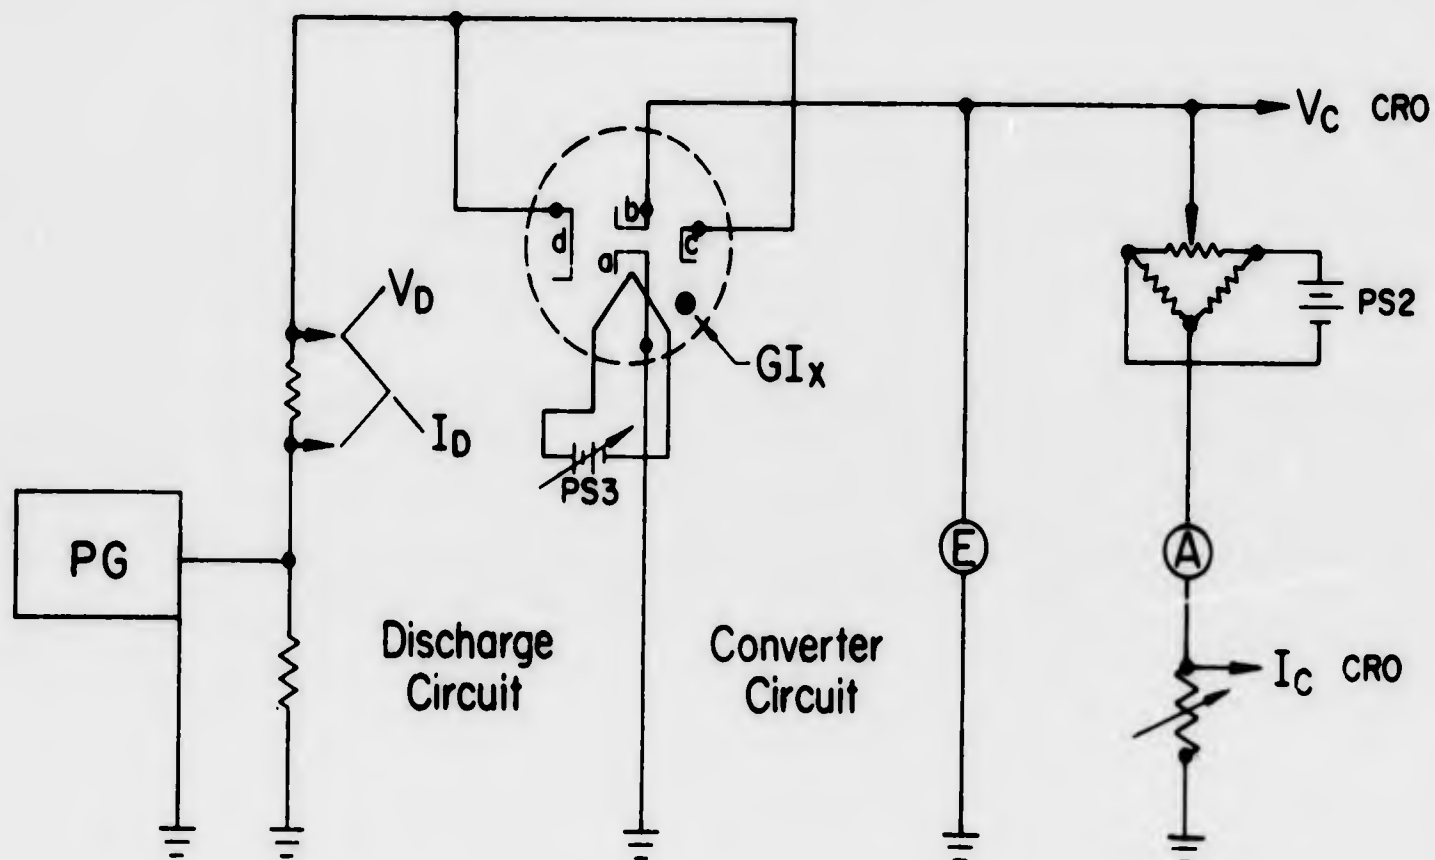 V_C CRO
b
d
c
a
V_D
PS2
GI_X
I_D
PS3
PG
E
A
Discharge
Circuit
Converter
Circuit
I_C CRO